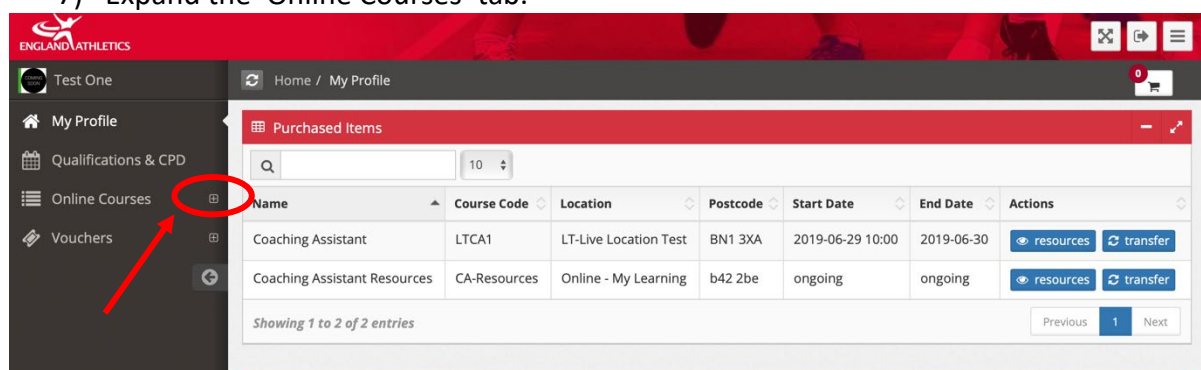 7) Expand the 'Online Courses' tab.
ENGLAND ATHLETICS
COMING SOON
Test One
Home / My Profile
0
My Profile
Qualifications & CPD
Online Courses
Vouchers
Purchased Items
10
Name Course Code Location Postcode Start Date End Date Actions
Coaching Assistant LTCA1 LT-Live Location Test BN1 3XA 2019-06-29 10:00 2019-06-30 resources transfer
Coaching Assistant Resources CA-Resources Online - My Learning b42 2be ongoing ongoing resources transfer
Showing 1 to 2 of 2 entries
Previous 1 Next